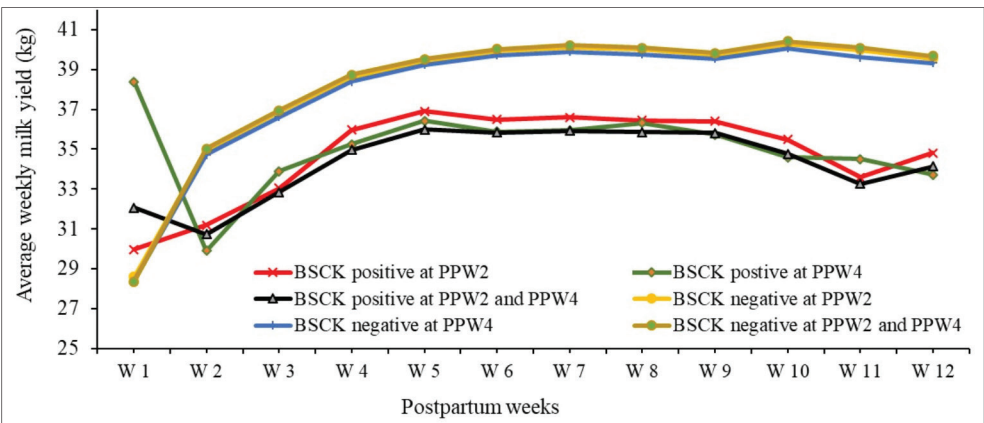 Average weekly milk yield (kg)
41
39
37
35
33
31
29
27
25
BSCK positive at PPW2
BSCK postive at PPW4
BSCK positive at PPW2 and PPW4
BSCK negative at PPW2
BSCK negative at PPW4
BSCK negative at PPW2 and PPW4
W 1 W 2 W 3 W 4 W 5 W 6 W 7 W 8 W 9 W 10 W 11 W 12
Postpartum weeks